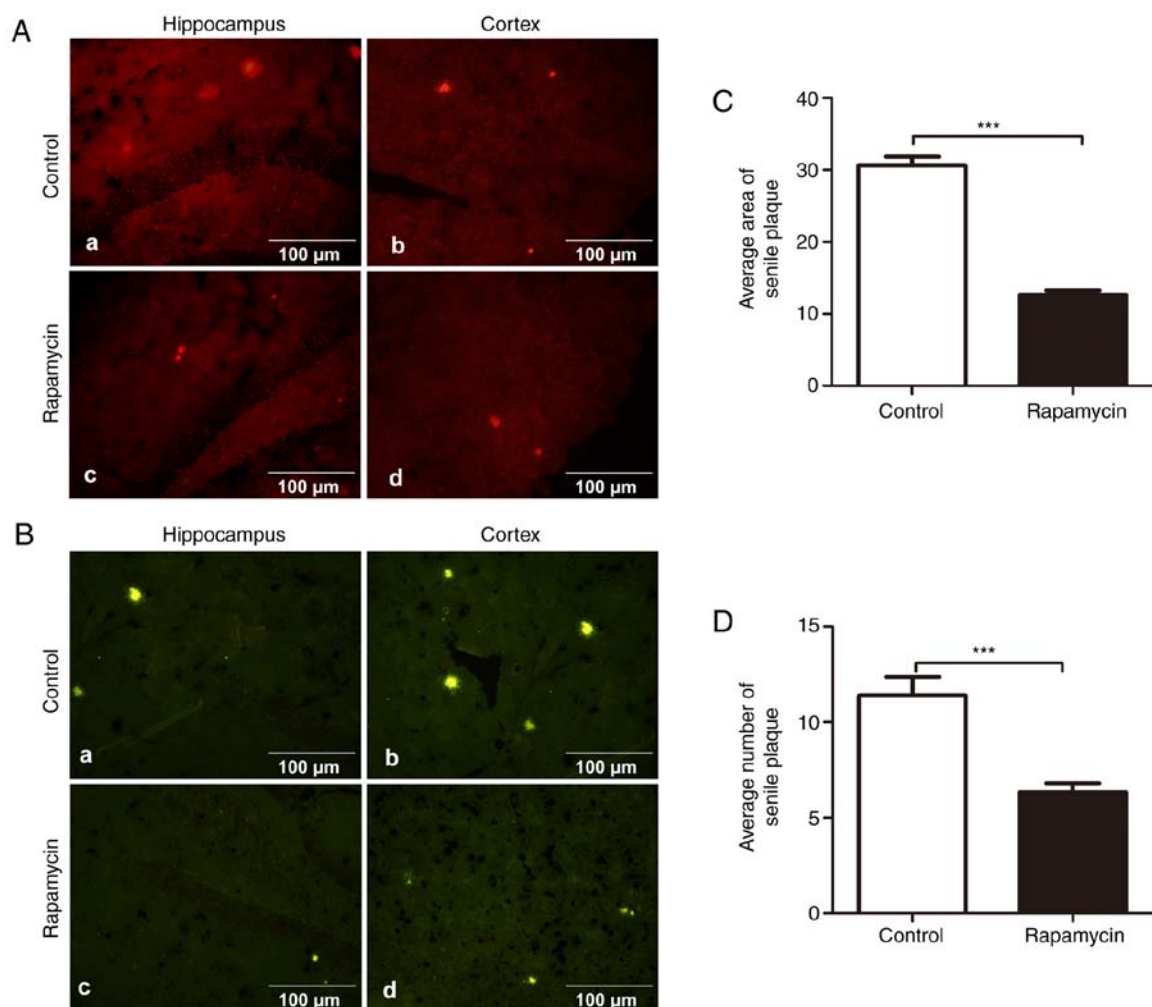 A
Hippocampus
Cortex
Control
a
100 µm
b
100 µm
Rapamycin
c
100 µm
d
100 µm
B
Hippocampus
Cortex
Control
a
100 µm
b
100 µm
Rapamycin
c
100 µm
d
100 µm
C
Average area of
senile plaque
40
30
20
10
0
***
Control
Rapamycin
D
Average number of
senile plaque
15
10
5
0
***
Control
Rapamycin